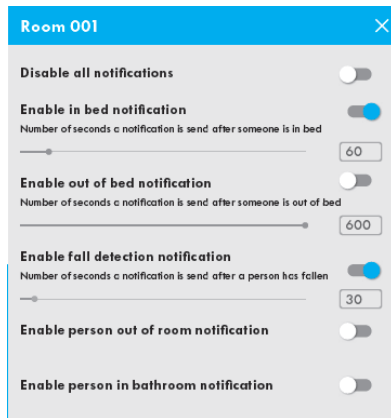 Room 001
Disable all notifications
Enable in bed notification
Number of seconds a notification is send after someone is in bed
60
Enable out of bed notification
Number of seconds a notification is send after someone is out of bed
600
Enable fall detection notification
Number of seconds a notification is send after a person has fallen
30
Enable person out of room notification
Enable person in bathroom notification